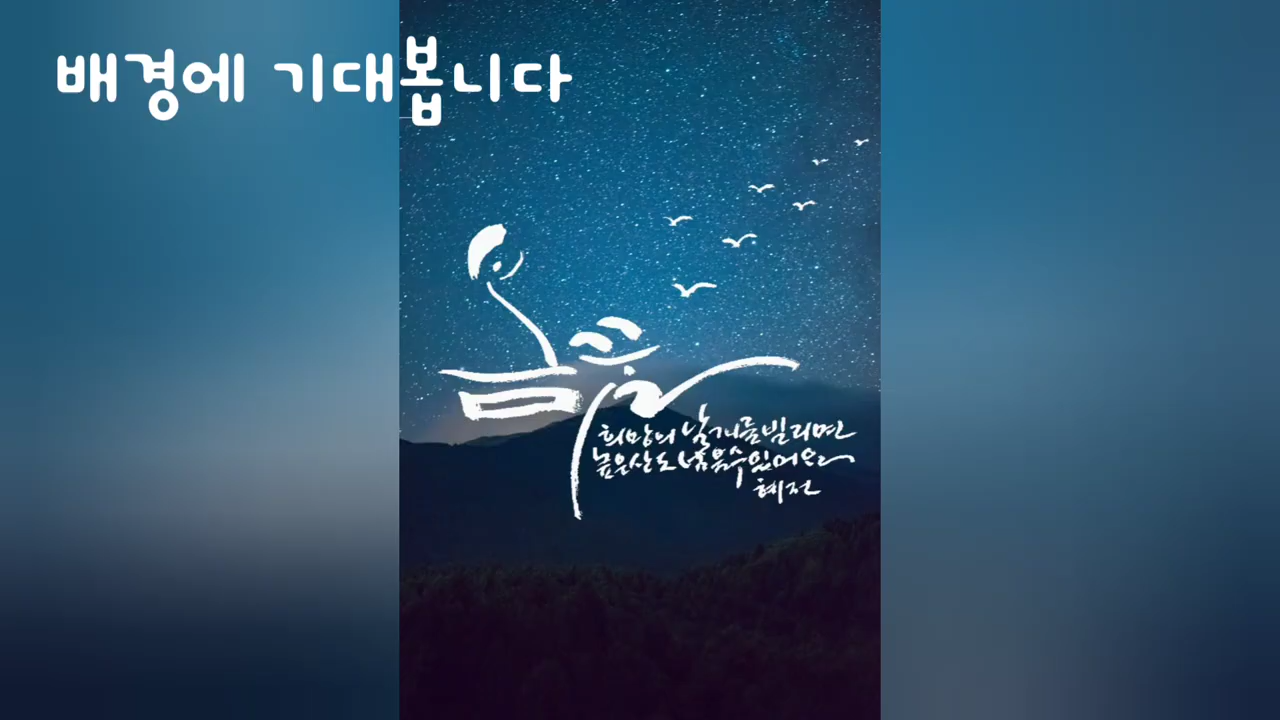 배경에 기대봅니다
희망의 날개를 빌리면
높은산도 넘을수있어요
혜전